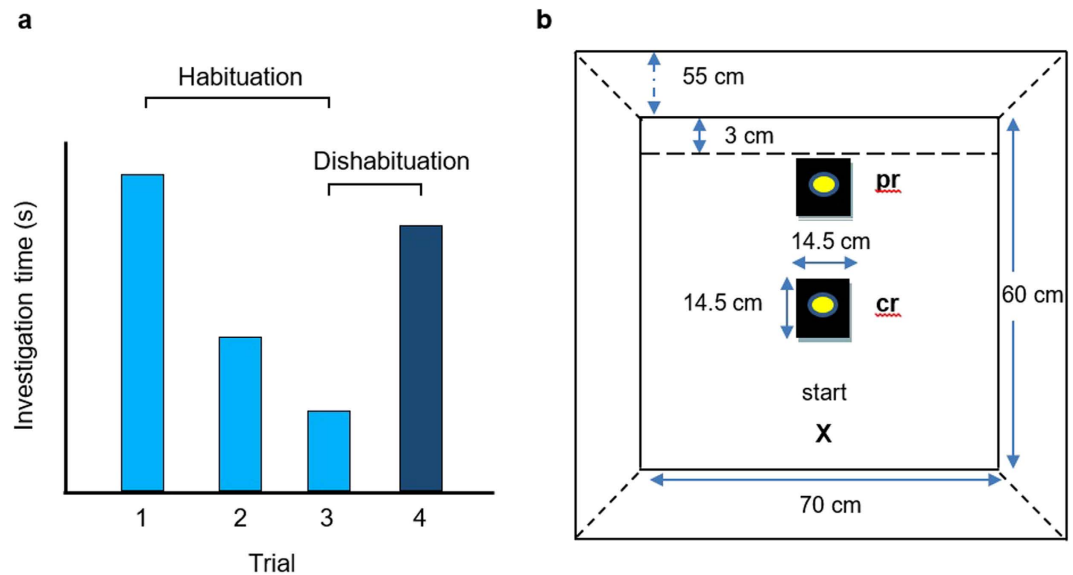 a
Habituation
Dishabituation
Investigation time (s)
1
2
3
4
Trial
b
55 cm
3 cm
pr
14.5 cm
14.5 cm
cr
60 cm
start
X
70 cm